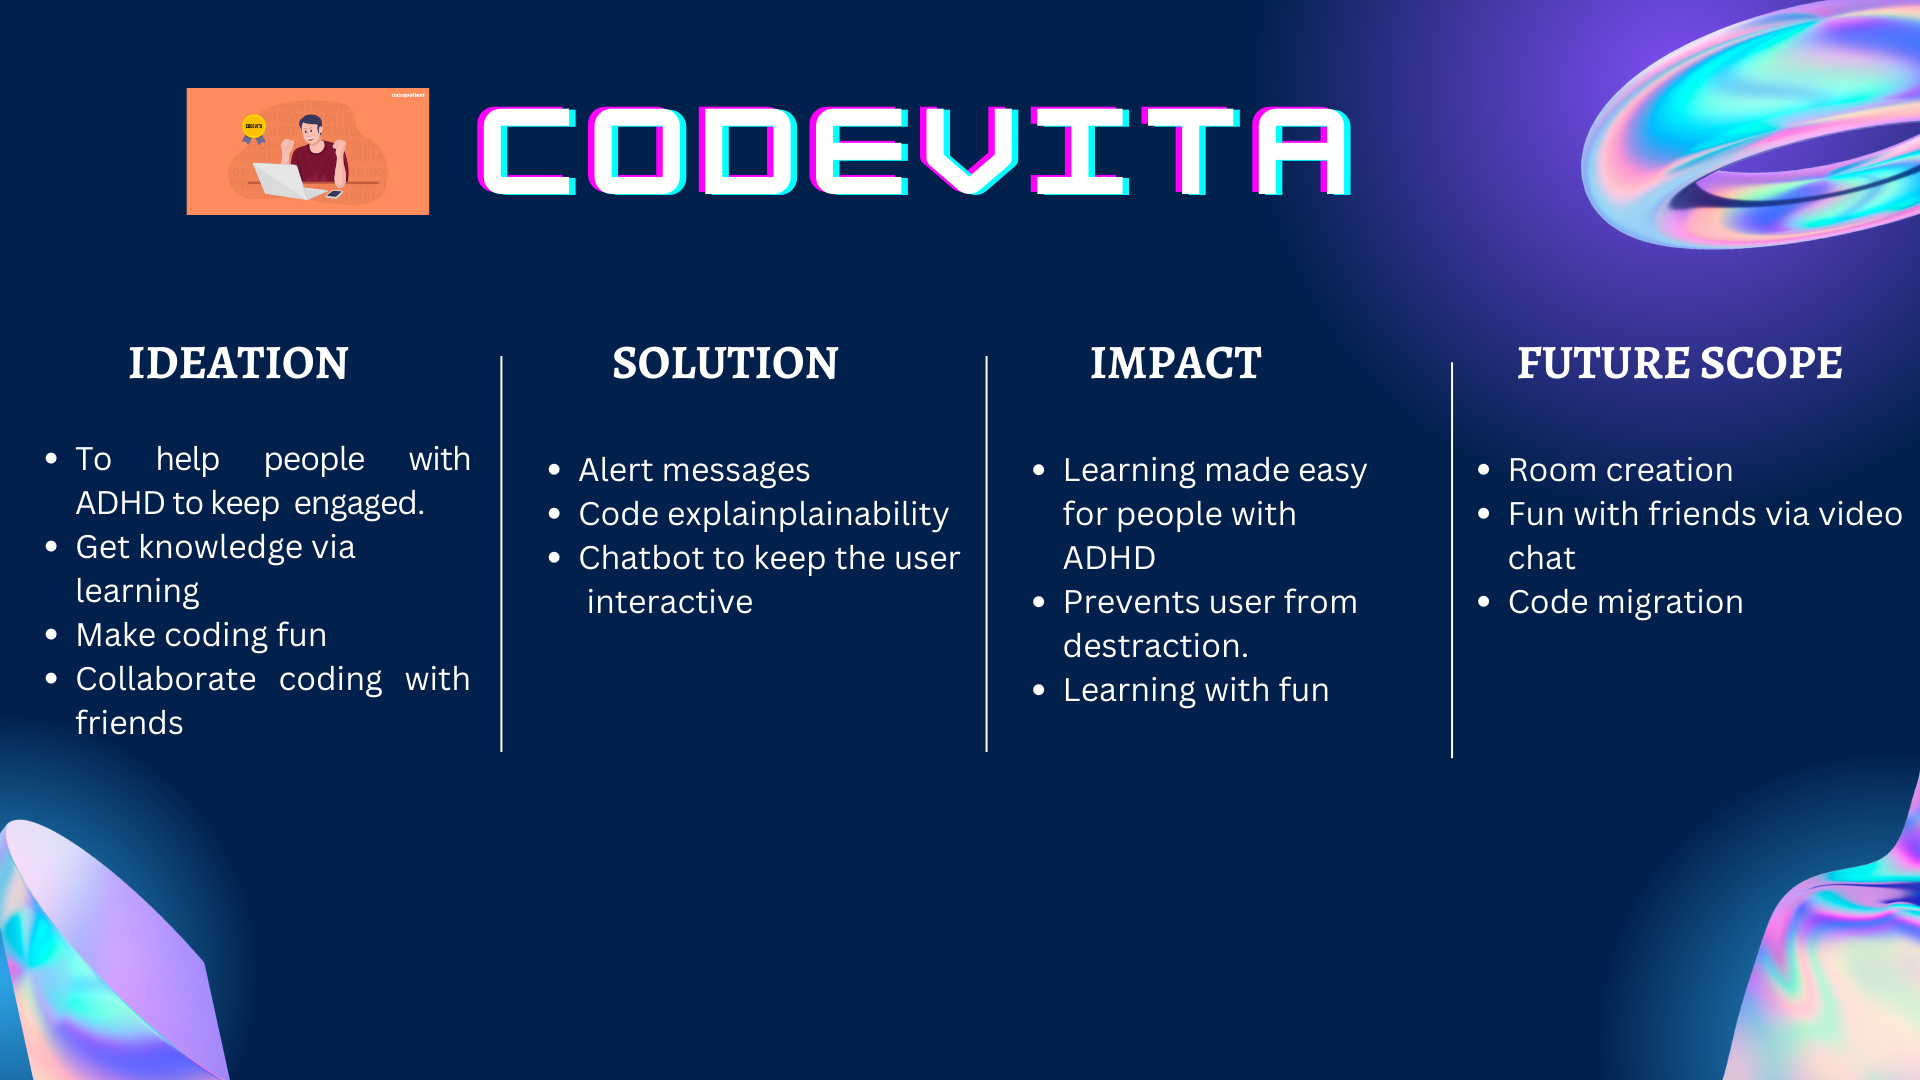 codequotient
CODEVITA
CODEVITA
IDEATION
To help people with
ADHD to keep engaged.
Get knowledge via
learning
Make coding fun
Collaborate coding with
friends
SOLUTION
Alert messages
Code explainplainability
Chatbot to keep the user
interactive
IMPACT
Learning made easy
for people with
ADHD
Prevents user from
destraction.
Learning with fun
FUTURE SCOPE
Room creation
Fun with friends via video
chat
Code migration